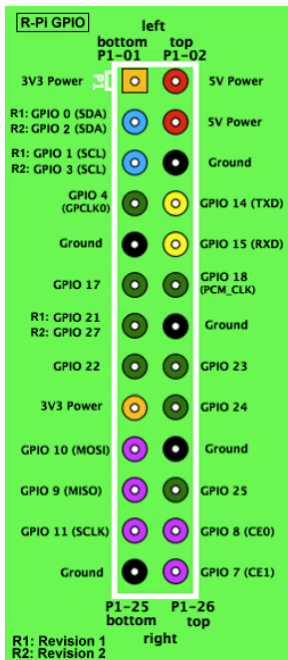 R-Pi GPIO
left
bottom top
P1-01 P1-02
3V3 Power P1 5V Power
R1: GPIO 0 (SDA)
R2: GPIO 2 (SDA) 5V Power
R1: GPIO 1 (SCL)
R2: GPIO 3 (SCL) Ground
GPIO 4
(GPCLK0) GPIO 14 (TXD)
Ground GPIO 15 (RXD)
GPIO 17 GPIO 18
(PCM_CLK)
R1: GPIO 21
R2: GPIO 27 Ground
GPIO 22 GPIO 23
3V3 Power GPIO 24
GPIO 10 (MOSI) Ground
GPIO 9 (MISO) GPIO 25
GPIO 11 (SCLK) GPIO 8 (CE0)
Ground GPIO 7 (CE1)
P1-25 P1-26
bottom top
right
R1: Revision 1
R2: Revision 2